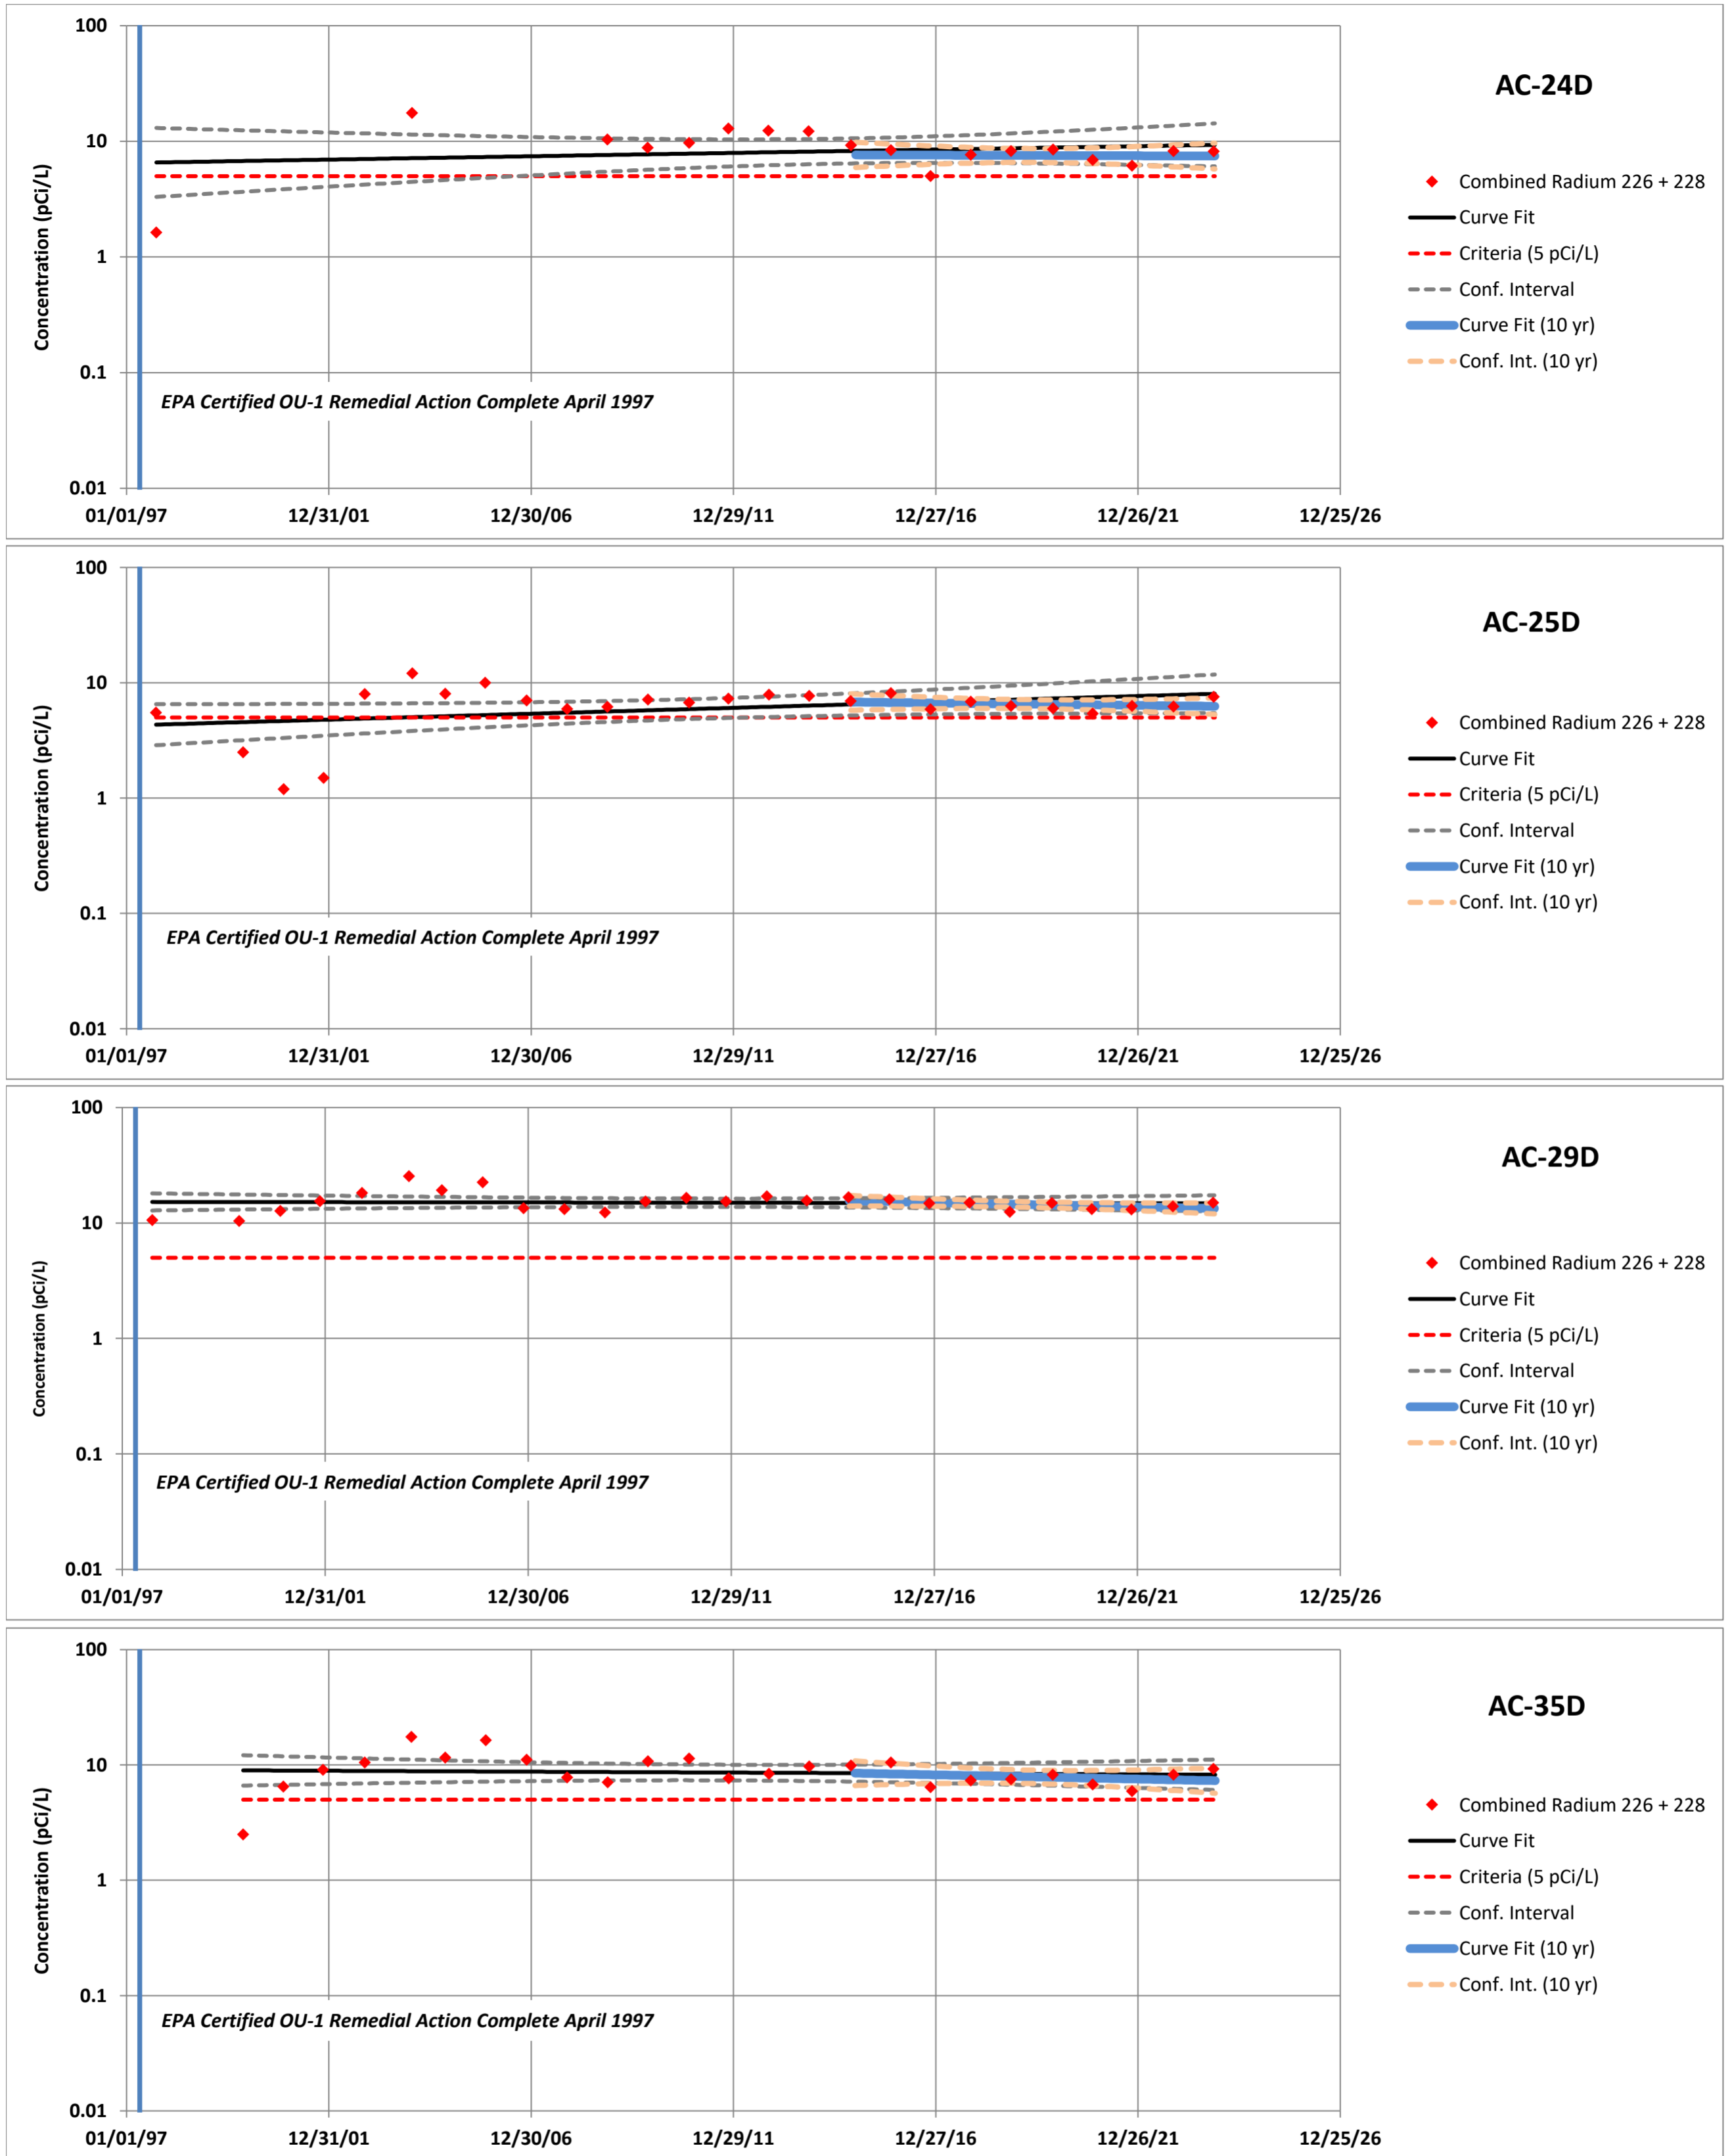 AC-24D
Concentration (pCi/L)
100
10
1
0.1
0.01
EPA Certified OU-1 Remedial Action Complete April 1997
01/01/97 12/31/01 12/30/06 12/29/11 12/27/16 12/26/21 12/25/26
Combined Radium 226 + 228
Curve Fit
Criteria (5 pCi/L)
Conf. Interval
Curve Fit (10 yr)
Conf. Int. (10 yr)
AC-25D
Concentration (pCi/L)
100
10
1
0.1
0.01
EPA Certified OU-1 Remedial Action Complete April 1997
01/01/97 12/31/01 12/30/06 12/29/11 12/27/16 12/26/21 12/25/26
Combined Radium 226 + 228
Curve Fit
Criteria (5 pCi/L)
Conf. Interval
Curve Fit (10 yr)
Conf. Int. (10 yr)
AC-29D
Concentration (pCi/L)
100
10
1
0.1
0.01
EPA Certified OU-1 Remedial Action Complete April 1997
01/01/97 12/31/01 12/30/06 12/29/11 12/27/16 12/26/21 12/25/26
Combined Radium 226 + 228
Curve Fit
Criteria (5 pCi/L)
Conf. Interval
Curve Fit (10 yr)
Conf. Int. (10 yr)
AC-35D
Concentration (pCi/L)
100
10
1
0.1
0.01
EPA Certified OU-1 Remedial Action Complete April 1997
01/01/97 12/31/01 12/30/06 12/29/11 12/27/16 12/26/21 12/25/26
Combined Radium 226 + 228
Curve Fit
Criteria (5 pCi/L)
Conf. Interval
Curve Fit (10 yr)
Conf. Int. (10 yr)